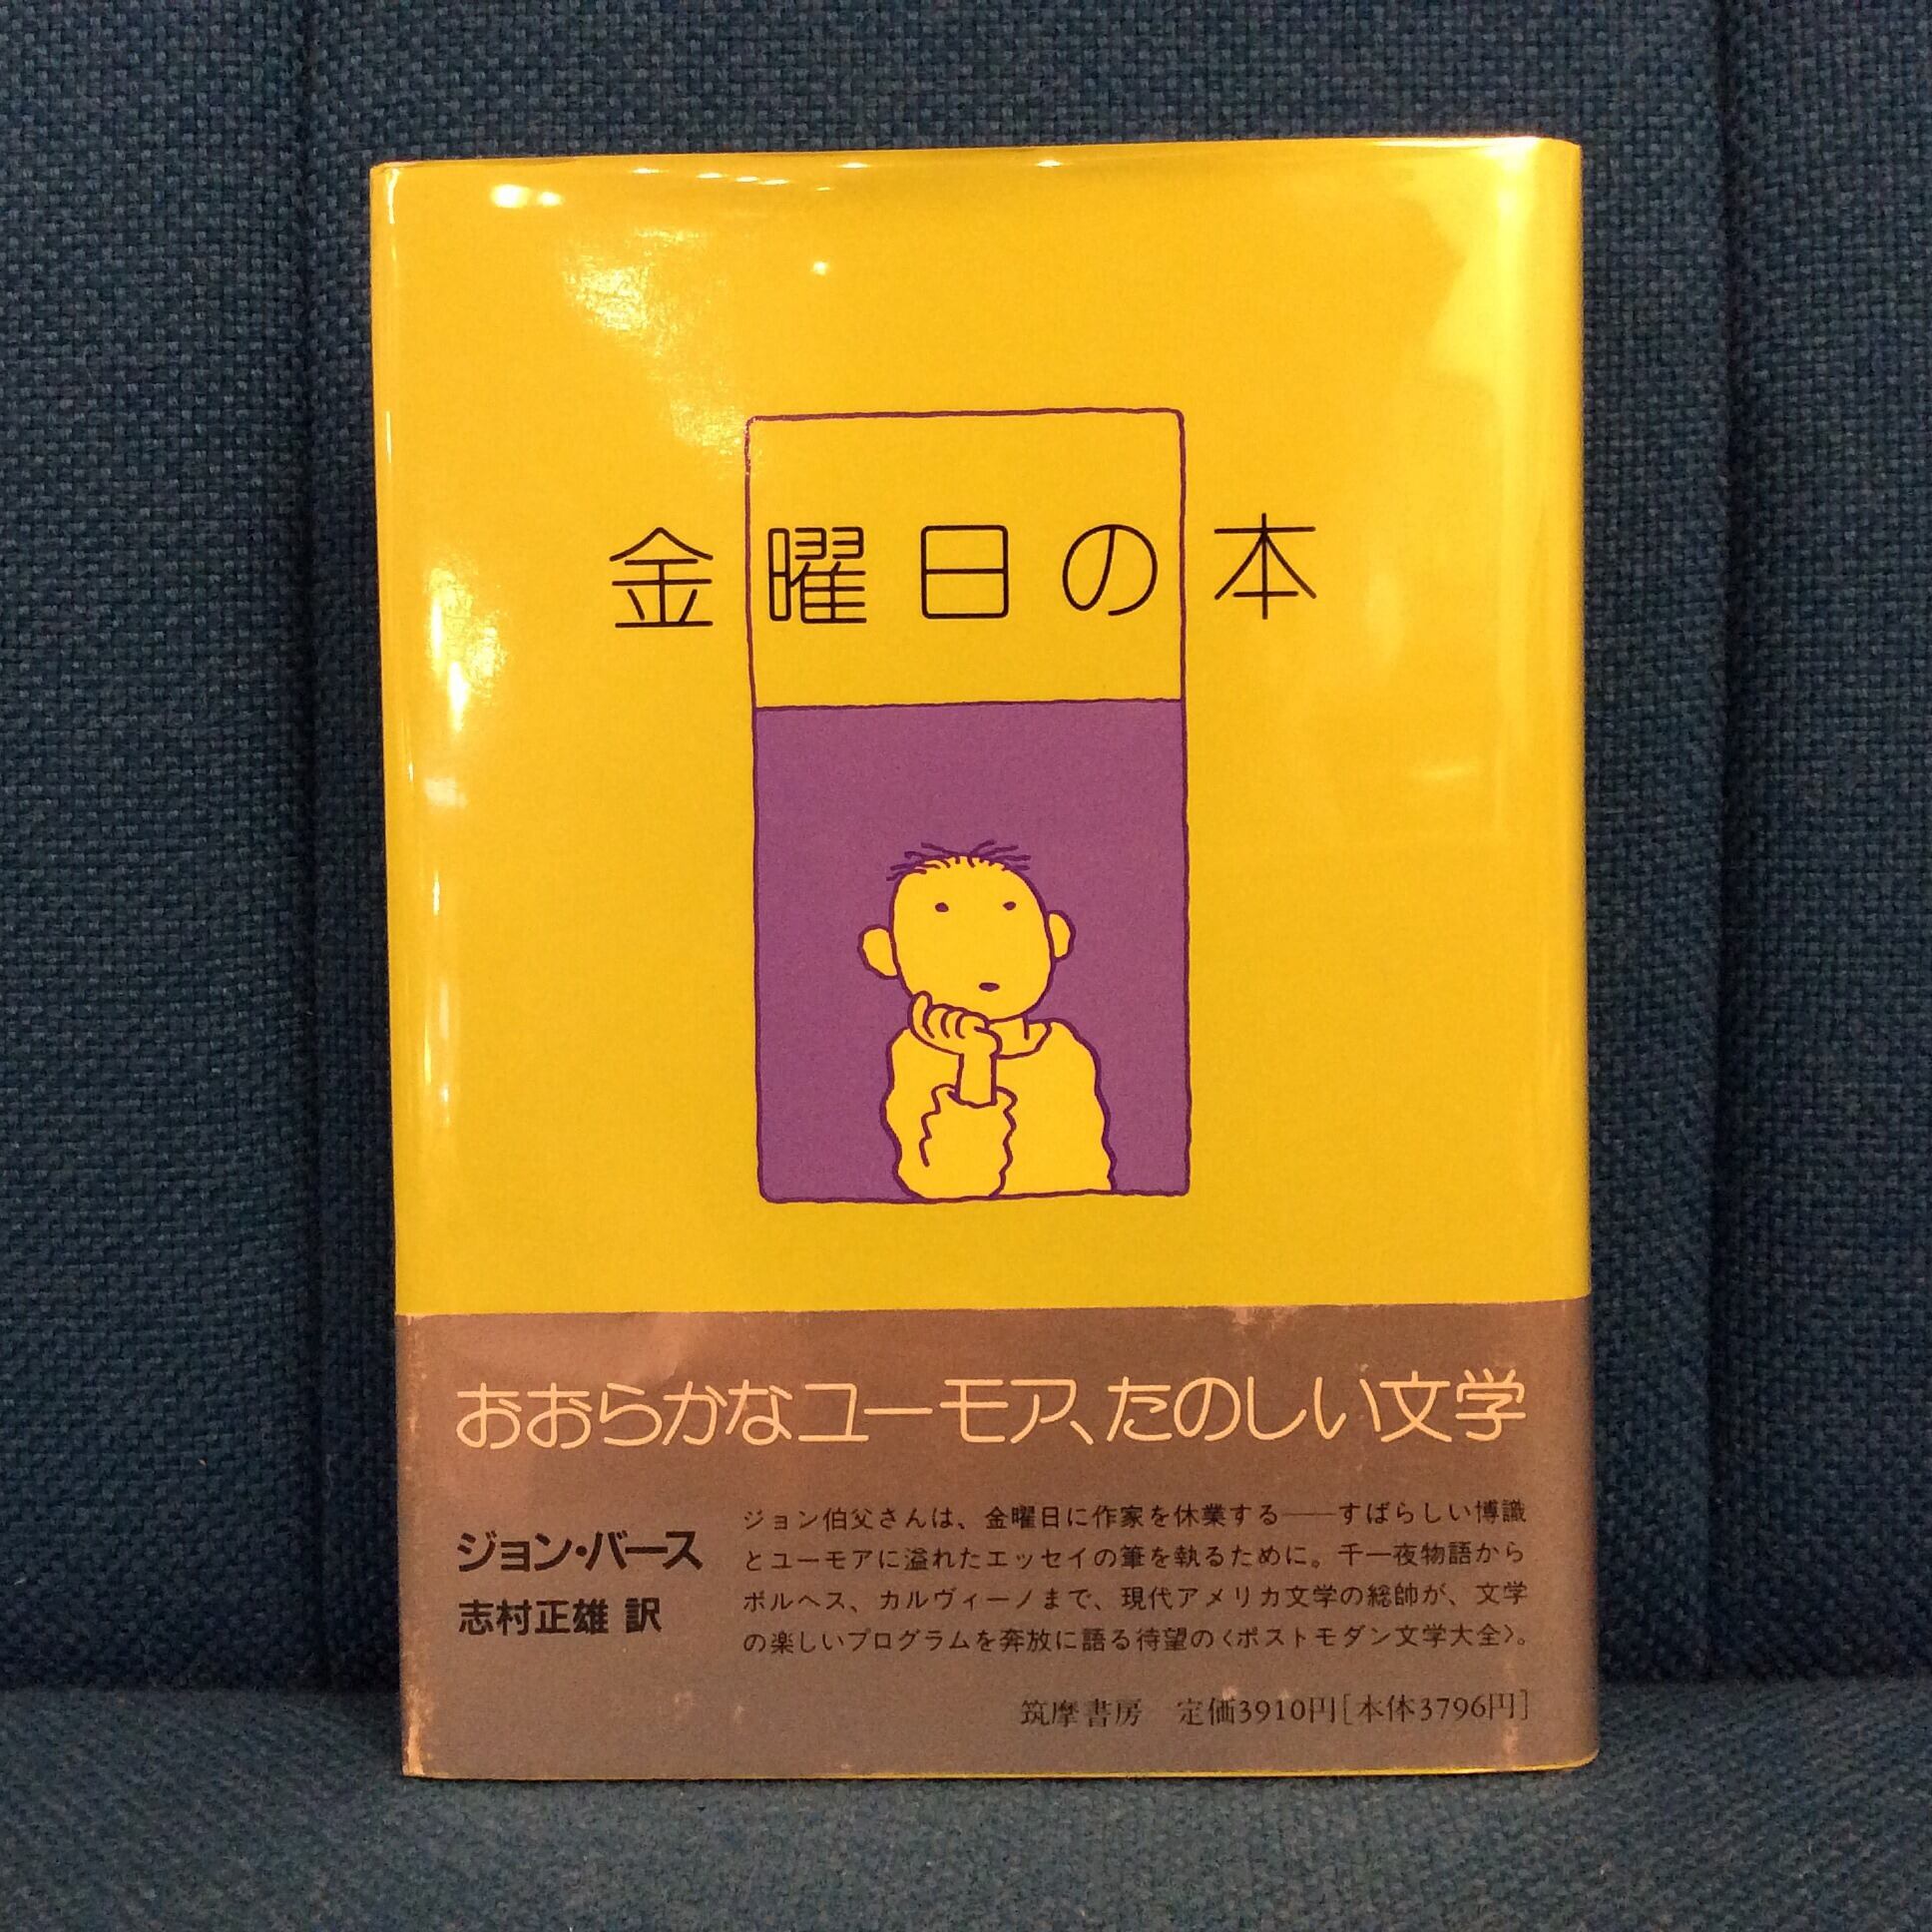 金曜日の本
おおらかなユーモア、たのしい文学
ジョン・バース
志村正雄 訳
ジョン伯父さんは、金曜日に作家を休業する――すばらしい博識
とユーモアに溢れたエッセイの筆を執るために。千一夜物語から
ボルヘス、カルヴィーノまで、現代アメリカ文学の総帥が、文学
の楽しいプログラムを奔放に語る待望の〈ポストモダン文学大全〉。
筑摩書房　定価3910円[本体3796円]